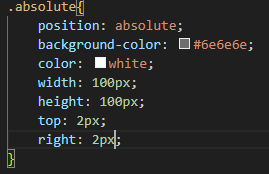 .absolute{
    position: absolute;
    background-color: #6e6e6e;
    color: white;
    width: 100px;
    height: 100px;
    top: 2px;
    right: 2px;
}